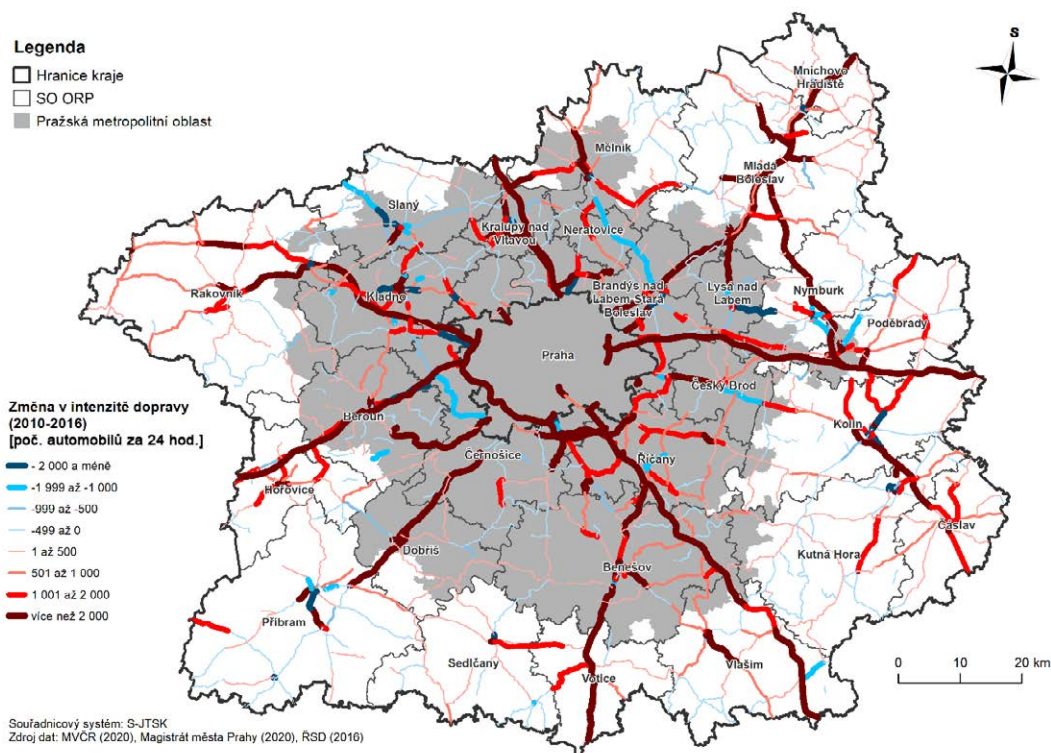 Legenda
Hranice kraje
SO ORP
Pražská metropolitní oblast
S
Mnichovo
Hradiště
Mělník
Mladá
Boleslav
Slaný
Kralupy nad
Vltavou
Neratovice
Rakovník
Kladno
Brandýs nad
Labem-Stará
Boleslav
Lysá nad
Labem
Nymburk
Poděbrady
Praha
Český Brod
Beroun
Kolín
Černošice
Říčany
Hořovice
Čáslav
Kutná Hora
Dobříš
Benešov
Příbram
Sedlčany
Votice
Vlašim
Změna v intenzitě dopravy
(2010-2016)
[poč. automobilů za 24 hod.]
- 2 000 a méně
-1 999 až -1 000
-999 až -500
-499 až 0
1 až 500
501 až 1 000
1 001 až 2 000
více než 2 000
0 10 20 km
Souřadnicový systém: S-JTSK
Zdroj dat: MVČR (2020), Magistrát města Prahy (2020), ŘSD (2016)